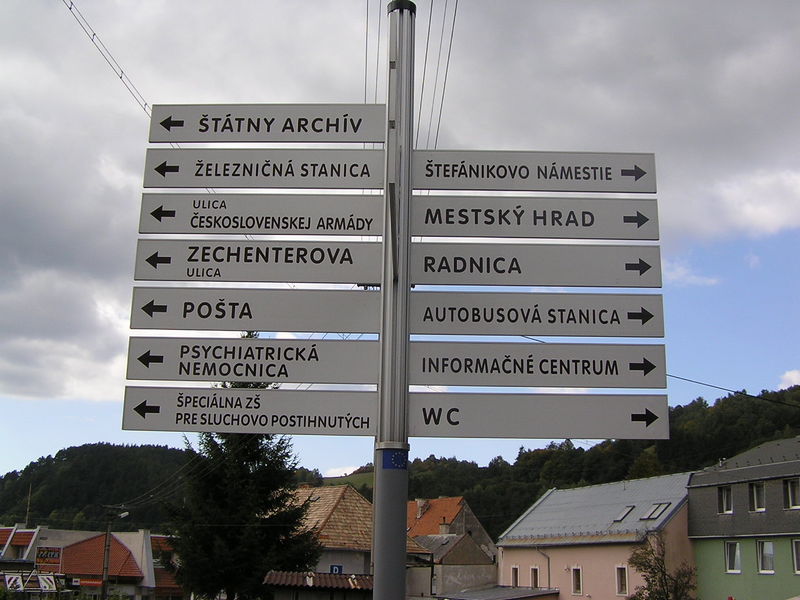 ŠTÁTNY ARCHÍV
ŽELEZNIČNÁ STANICA
ULICA
ČESKOSLOVENSKEJ ARMÁDY
ZECHENTEROVA
ULICA
POŠTA
PSYCHIATRICKÁ
NEMOCNICA
ŠPECIÁLNA ZŠ
PRE SLUCHOVO POSTIHNUTÝCH
ŠTEFÁNIKOVO NÁMESTIE
MESTSKÝ HRAD
RADNICA
AUTOBUSOVÁ STANICA
INFORMAČNÉ CENTRUM
WC
D